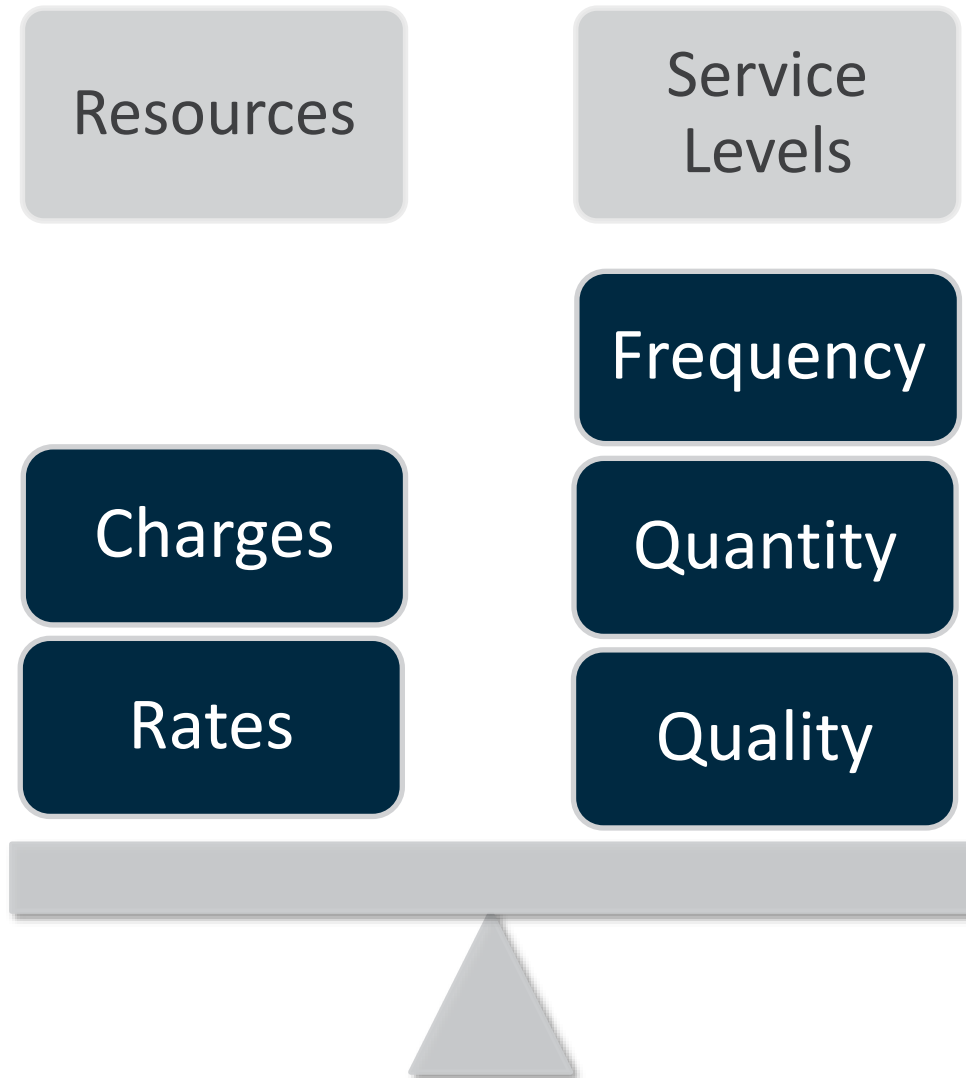 Resources
Service
Levels
Frequency
Charges
Quantity
Rates
Quality